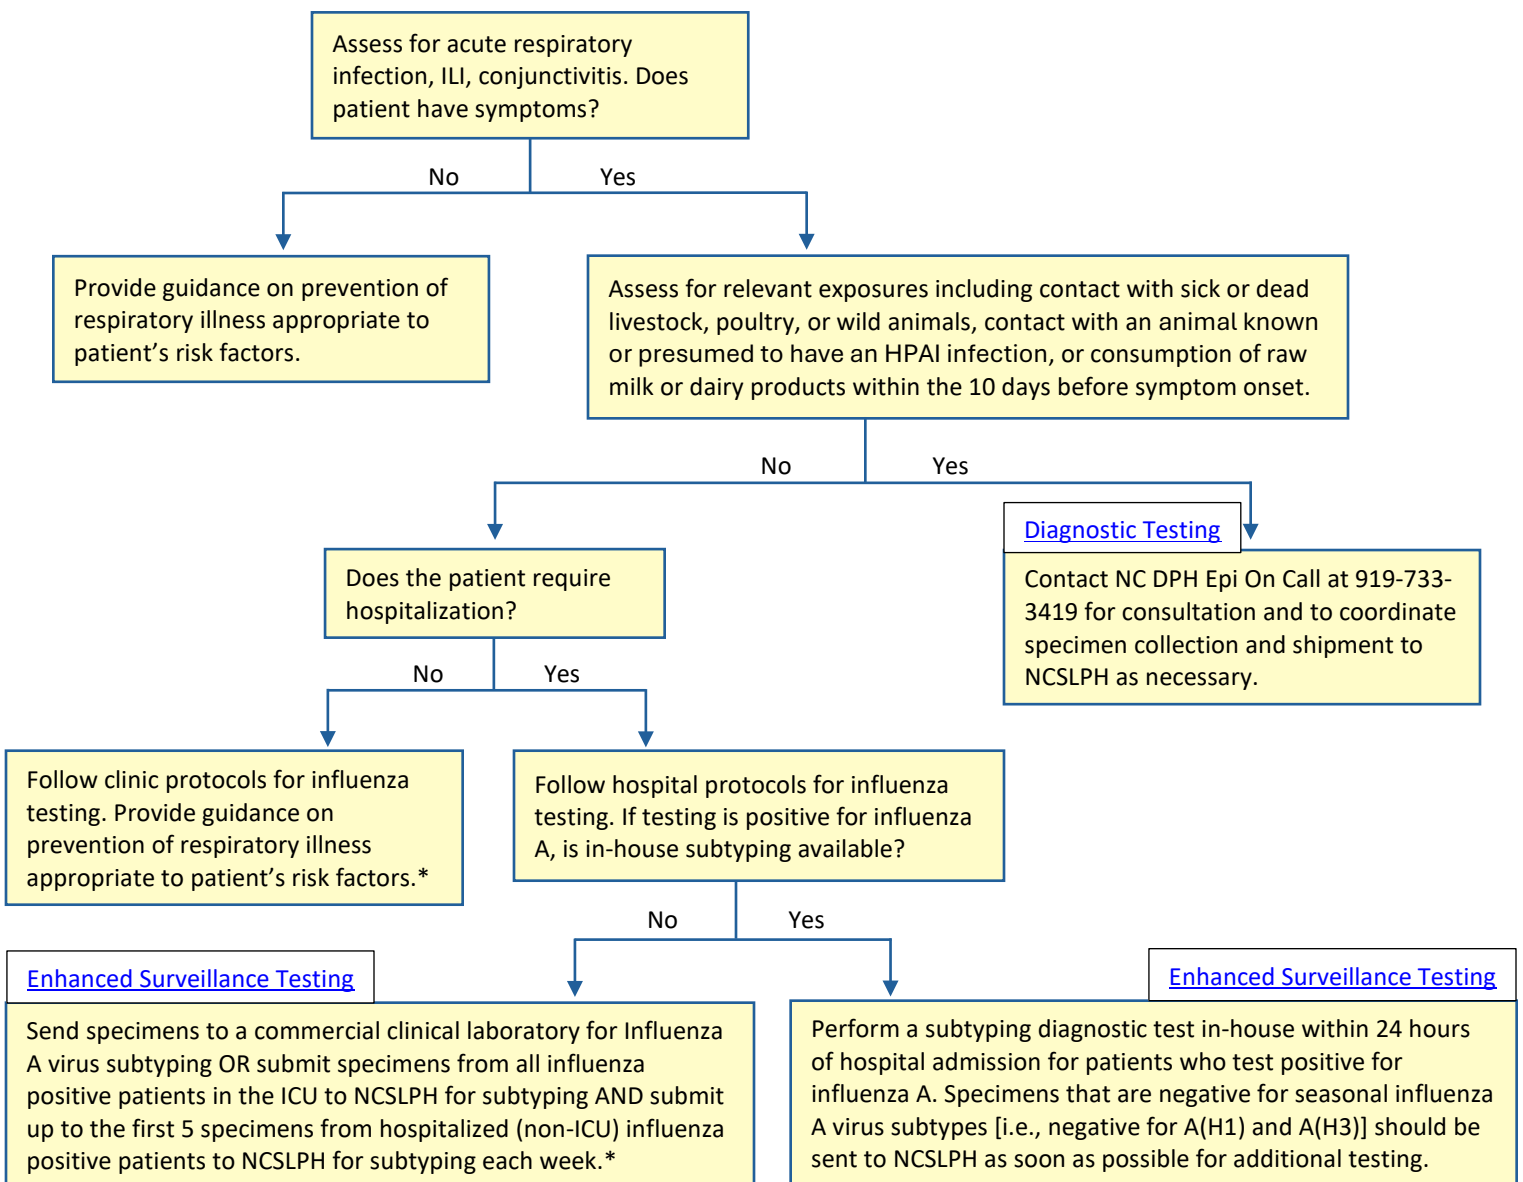 Assess for acute respiratory
infection, ILI, conjunctivitis. Does
patient have symptoms?
No
Yes
Provide guidance on prevention of
respiratory illness appropriate to
patient’s risk factors.
Assess for relevant exposures including contact with sick or dead
livestock, poultry, or wild animals, contact with an animal known
or presumed to have an HPAI infection, or consumption of raw
milk or dairy products within the 10 days before symptom onset.
No
Yes
Does the patient require
hospitalization?
Diagnostic Testing
Contact NC DPH Epi On Call at 919-733-
3419 for consultation and to coordinate
specimen collection and shipment to
NCSLPH as necessary.
No
Yes
Follow clinic protocols for influenza
testing. Provide guidance on
prevention of respiratory illness
appropriate to patient’s risk factors.*
Follow hospital protocols for influenza
testing. If testing is positive for influenza
A, is in-house subtyping available?
No
Yes
Enhanced Surveillance Testing
Send specimens to a commercial clinical laboratory for Influenza
A virus subtyping OR submit specimens from all influenza
positive patients in the ICU to NCSLPH for subtyping AND submit
up to the first 5 specimens from hospitalized (non-ICU) influenza
positive patients to NCSLPH for subtyping each week.*
Enhanced Surveillance Testing
Perform a subtyping diagnostic test in-house within 24 hours
of hospital admission for patients who test positive for
influenza A. Specimens that are negative for seasonal influenza
A virus subtypes [i.e., negative for A(H1) and A(H3)] should be
sent to NCSLPH as soon as possible for additional testing.